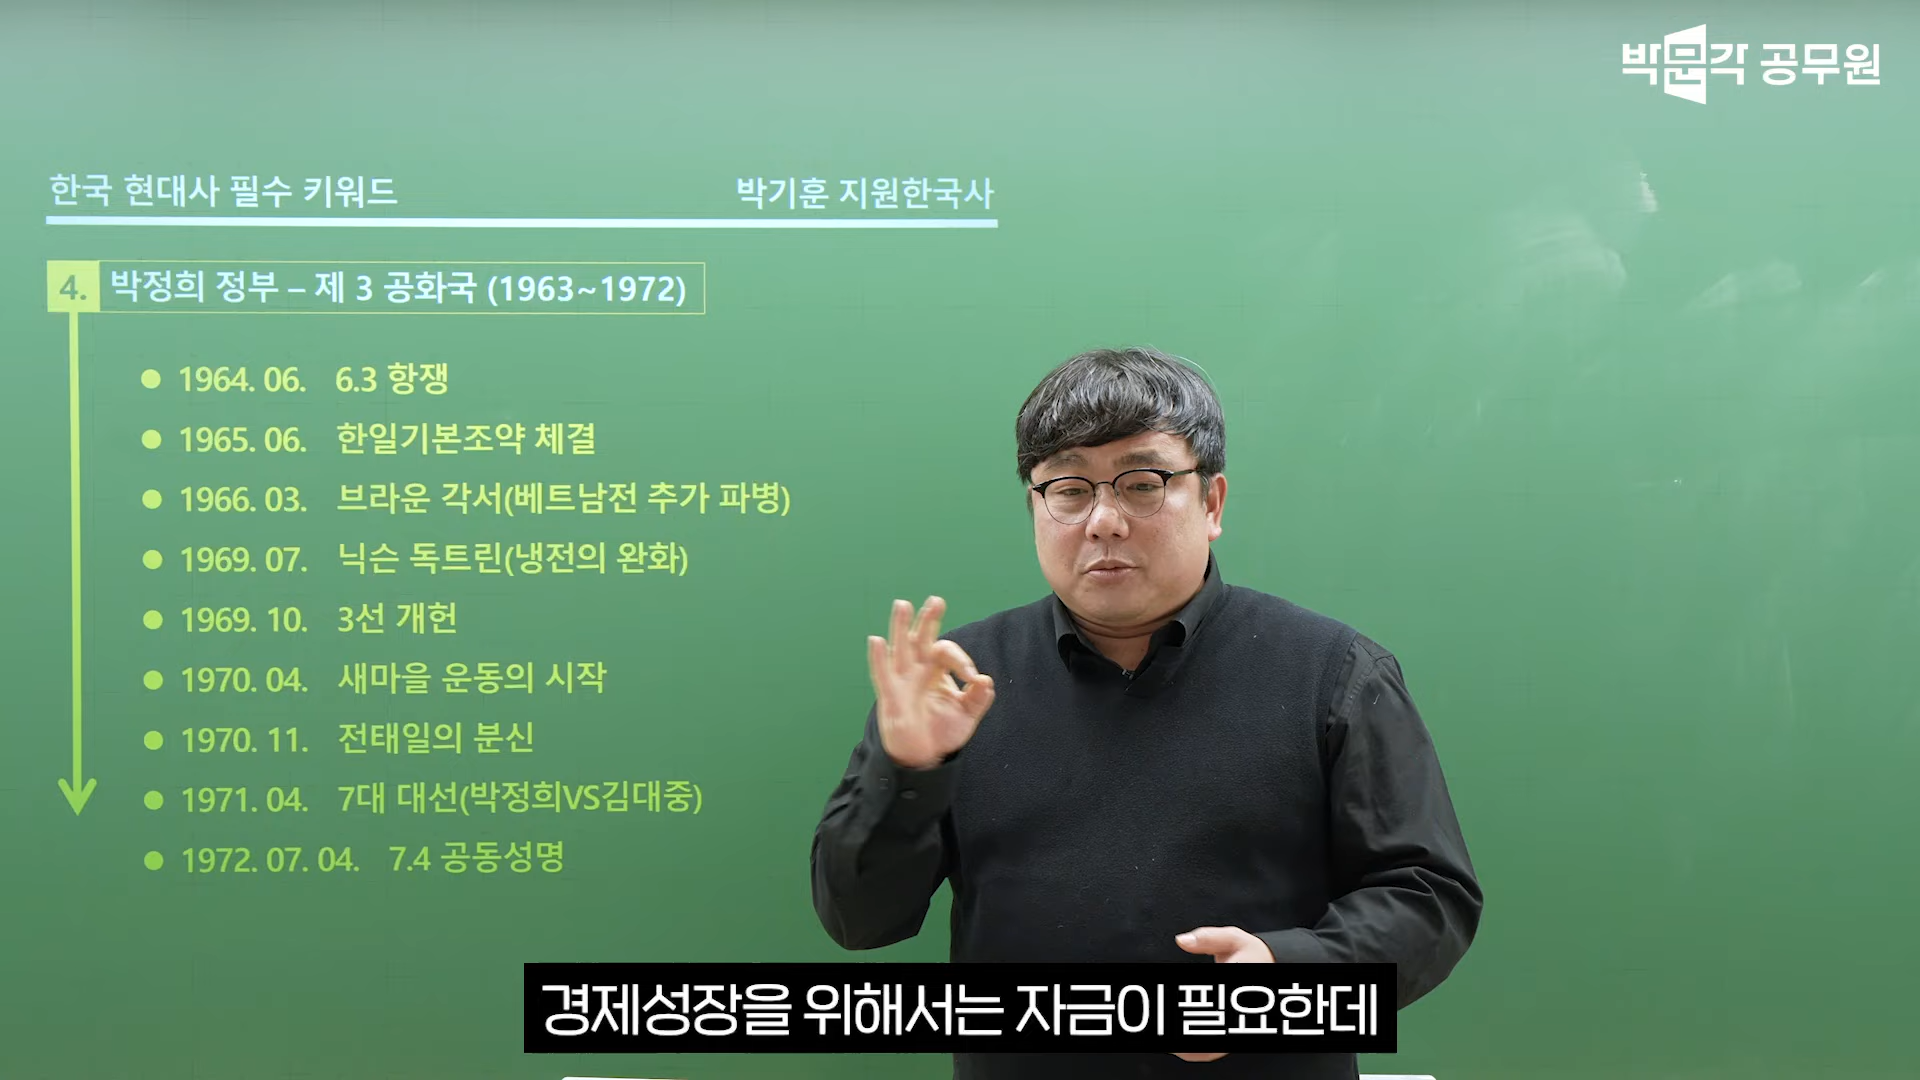 박문각 공무원
한국 현대사 필수 키워드 박기훈 지원한국사
4. 박정희 정부 – 제 3 공화국 (1963~1972)
● 1964. 06. 6.3 항쟁
● 1965. 06. 한일기본조약 체결
● 1966. 03. 브라운 각서(베트남전 추가 파병)
● 1969. 07. 닉슨 독트린(냉전의 완화)
● 1969. 10. 3선 개헌
● 1970. 04. 새마을 운동의 시작
● 1970. 11. 전태일의 분신
● 1971. 04. 7대 대선(박정희VS김대중)
● 1972. 07. 04. 7.4 공동성명
경제성장을 위해서는 자금이 필요한데